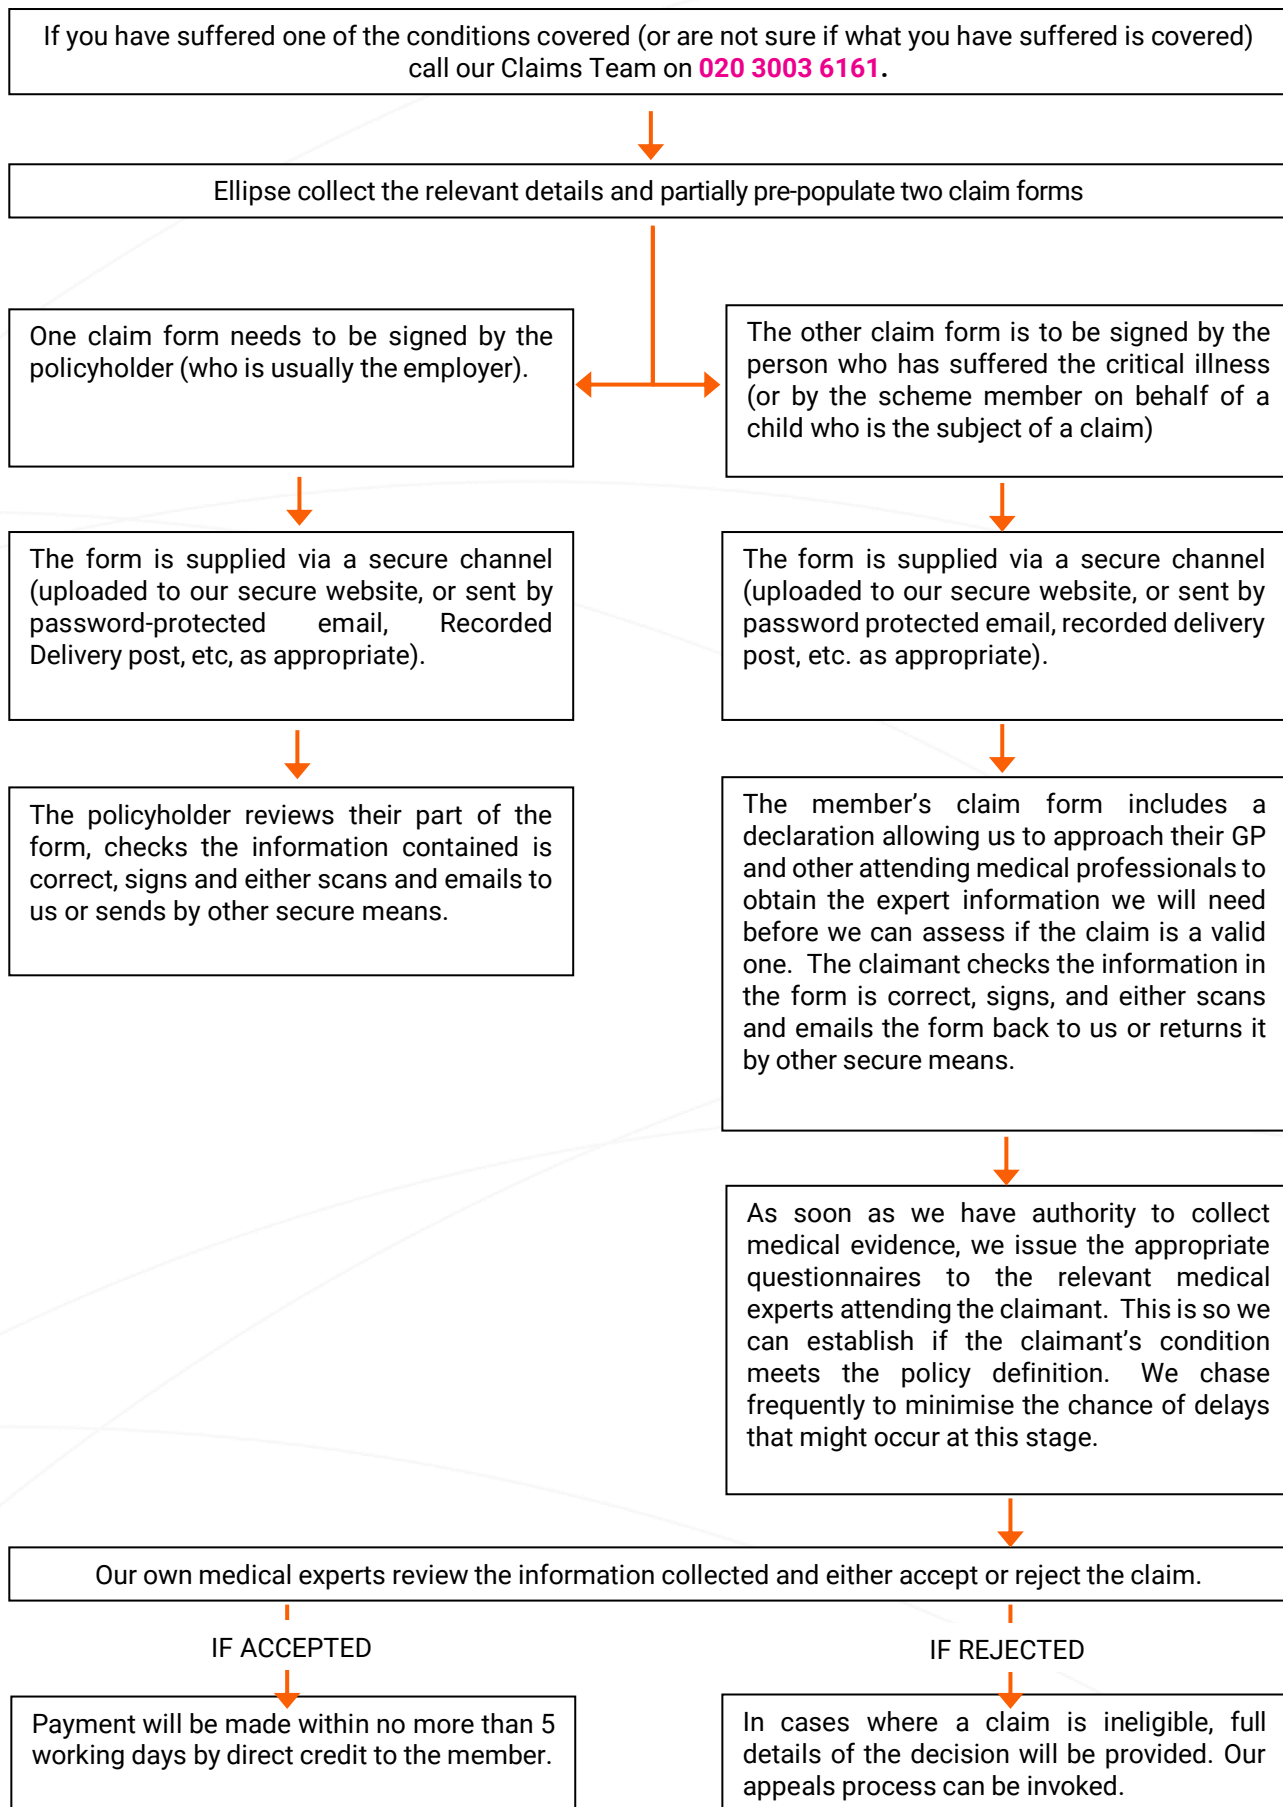 If you have suffered one of the conditions covered (or are not sure if what you have suffered is covered)
call our Claims Team on 020 3003 6161.
Ellipse collect the relevant details and partially pre-populate two claim forms
One claim form needs to be signed by the
policyholder (who is usually the employer).
The other claim form is to be signed by the
person who has suffered the critical illness
(or by the scheme member on behalf of a
child who is the subject of a claim)
The form is supplied via a secure channel
(uploaded to our secure website, or sent by
password-protected email, Recorded
Delivery post, etc, as appropriate).
The form is supplied via a secure channel
(uploaded to our secure website, or sent by
password protected email, recorded delivery
post, etc. as appropriate).
The policyholder reviews their part of the
form, checks the information contained is
correct, signs and either scans and emails to
us or sends by other secure means.
The member’s claim form includes a
declaration allowing us to approach their GP
and other attending medical professionals to
obtain the expert information we will need
before we can assess if the claim is a valid
one. The claimant checks the information in
the form is correct, signs, and either scans
and emails the form back to us or returns it
by other secure means.
As soon as we have authority to collect
medical evidence, we issue the appropriate
questionnaires to the relevant medical
experts attending the claimant. This is so we
can establish if the claimant’s condition
meets the policy definition. We chase
frequently to minimise the chance of delays
that might occur at this stage.
Our own medical experts review the information collected and either accept or reject the claim.
IF ACCEPTED
IF REJECTED
Payment will be made within no more than 5
working days by direct credit to the member.
In cases where a claim is ineligible, full
details of the decision will be provided. Our
appeals process can be invoked.